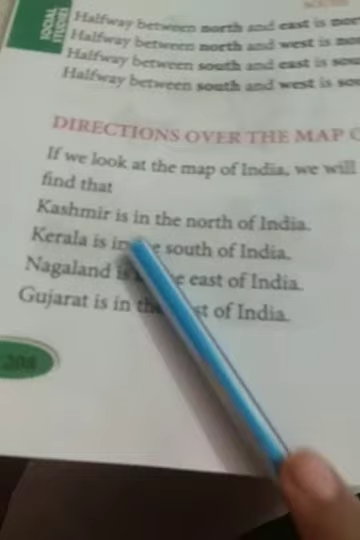 SOCIAL STUDIES
Halfway between north and east is
Halfway between north and west is
Halfway between south and east is
Halfway between south and west is
DIRECTIONS OVER THE MAP
If we look at the map of India, we will
find that
Kashmir is in the north of India.
Kerala is in south of India.
Nagaland is east of India.
Gujarat is in of India.
208